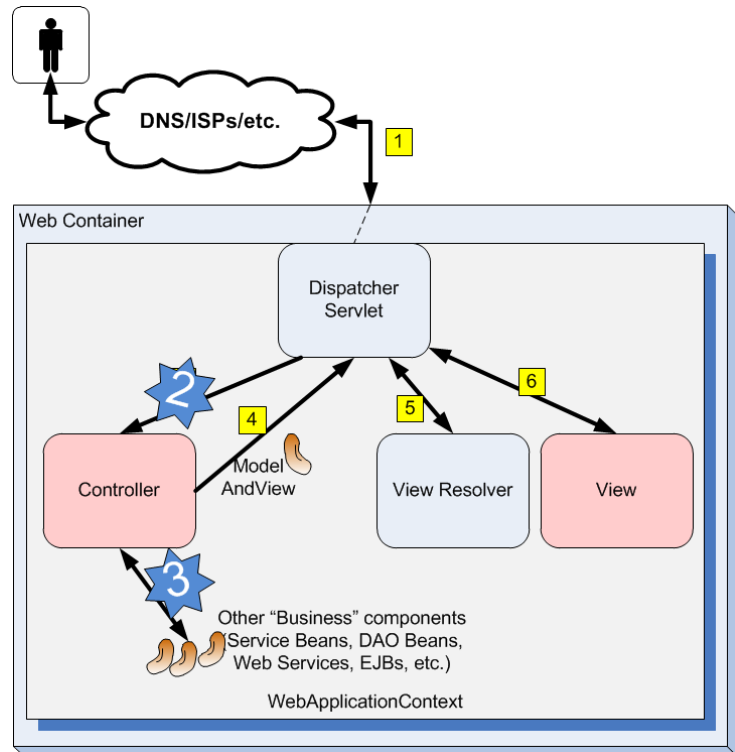 DNS/ISPs/etc.
1
Web Container
Dispatcher
Servlet
2
4
5
6
Controller
Model
AndView
View Resolver
View
3
Other “Business” components
(Service Beans, DAO Beans,
Web Services, EJBs, etc.)
WebApplicationContext